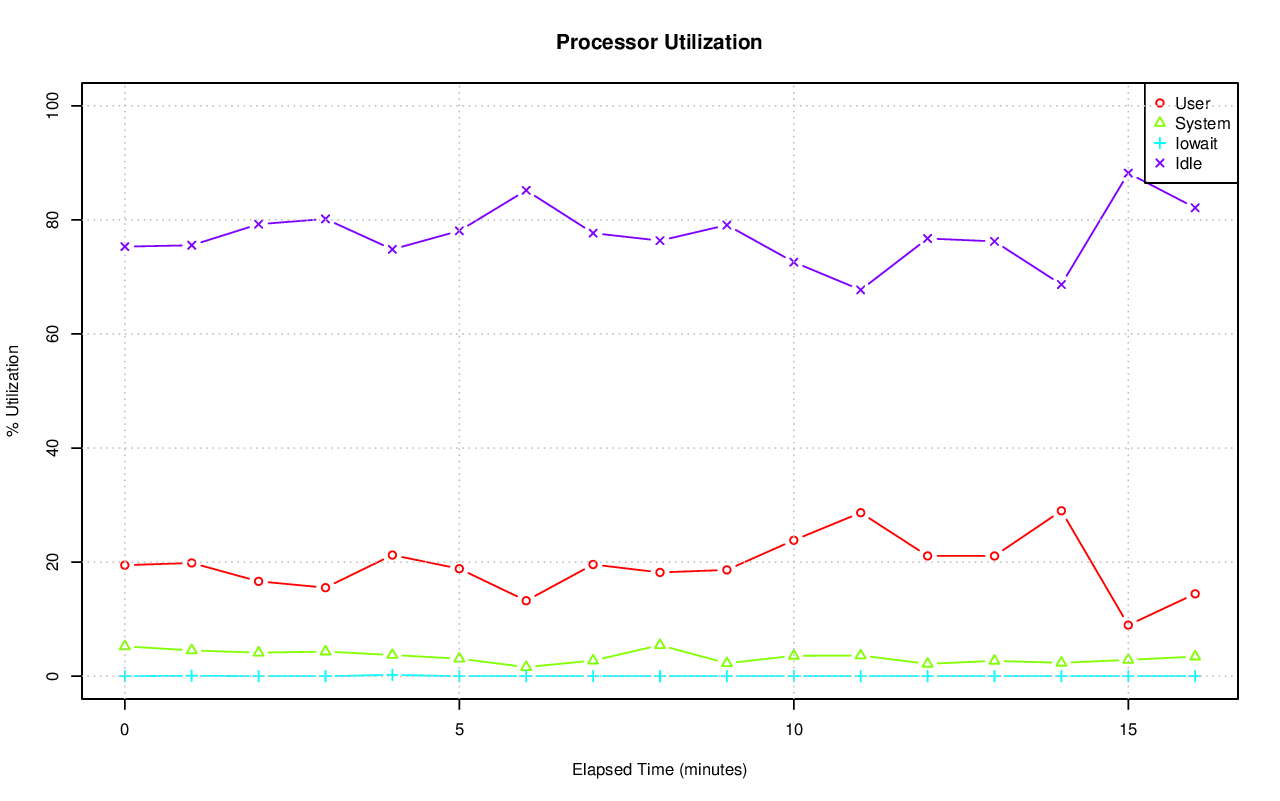 Processor Utilization
100
80
60
40
20
0
% Utilization
User
System
Iowait
Idle
0 5 10 15
Elapsed Time (minutes)